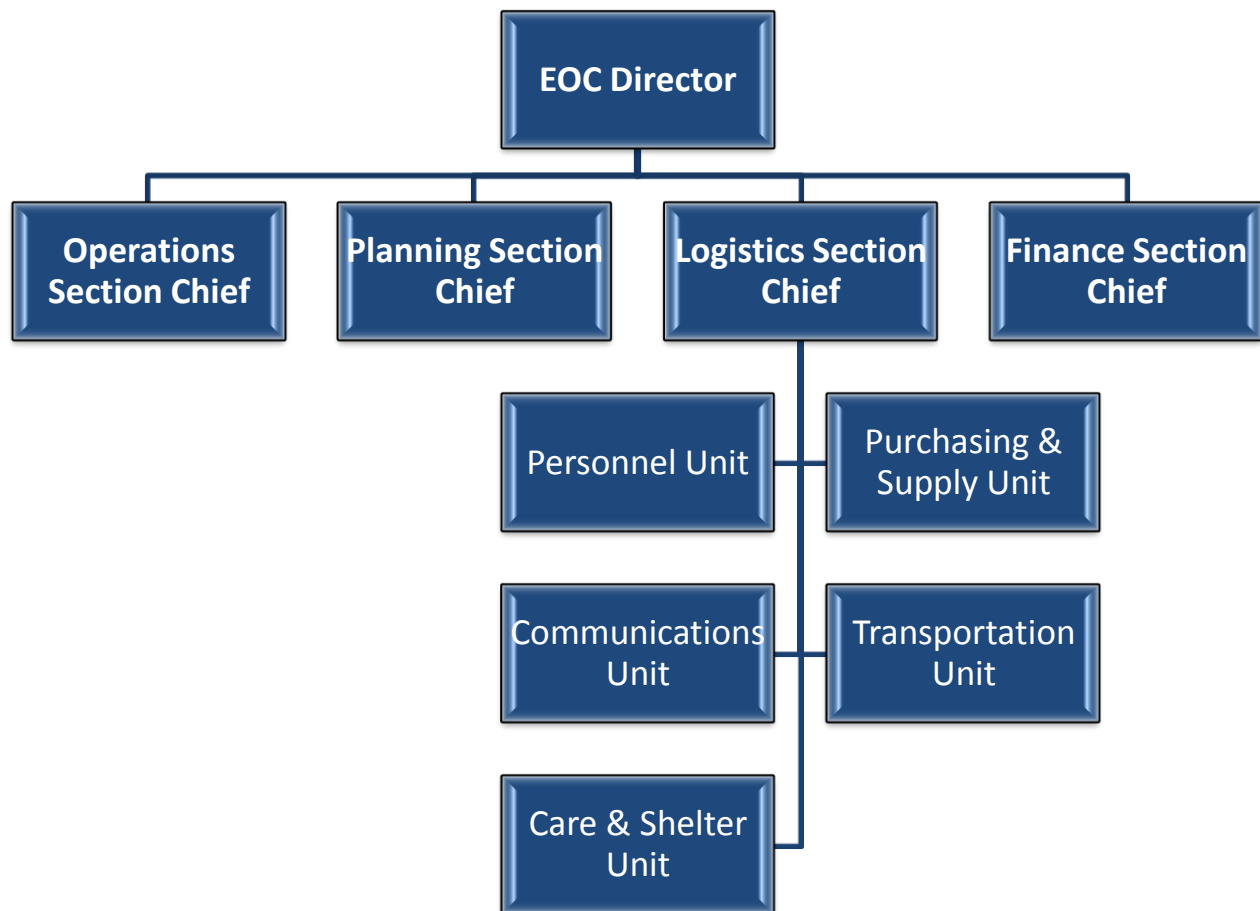 EOC Director
Operations
Section Chief
Planning Section
Chief
Logistics Section
Chief
Finance Section
Chief
Personnel Unit
Purchasing &
Supply Unit
Communications
Unit
Transportation
Unit
Care & Shelter
Unit